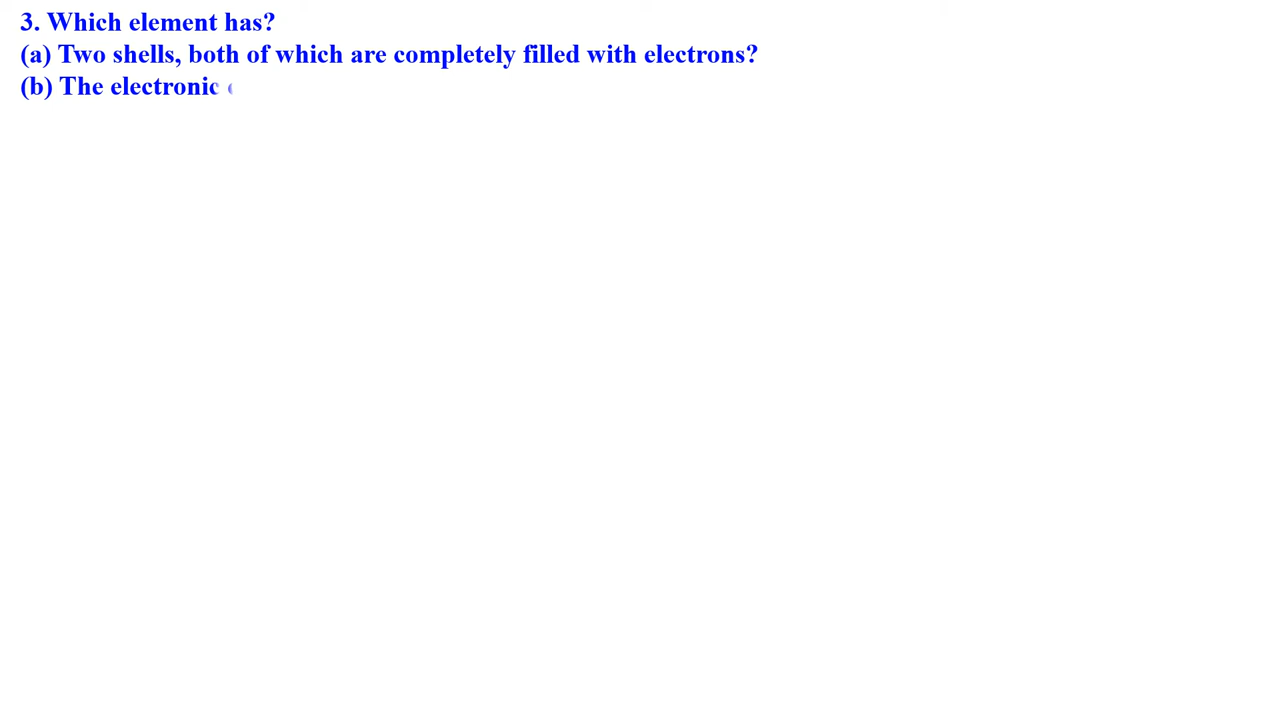 3. Which element has?
(a) Two shells, both of which are completely filled with electrons?
(b) The electronic